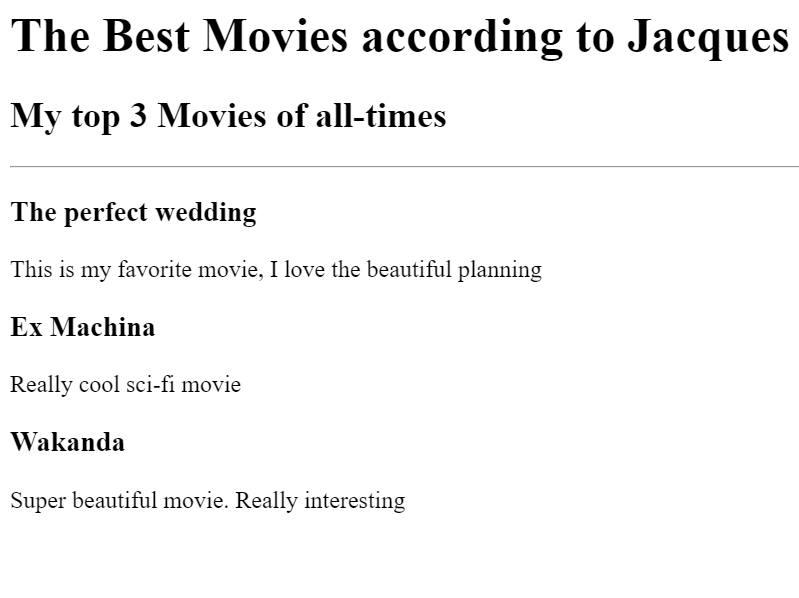 The Best Movies according to Jacques
My top 3 Movies of all-times
The perfect wedding
This is my favorite movie, I love the beautiful planning
Ex Machina
Really cool sci-fi movie
Wakanda
Super beautiful movie. Really interesting